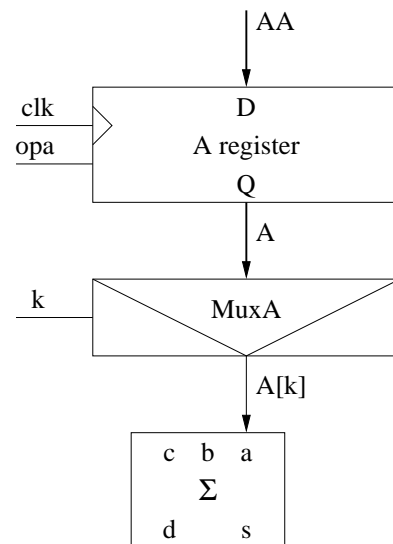 AA
clk
D
opa
A register
Q
A
k
MuxA
A[k]
c b a
Σ
d s